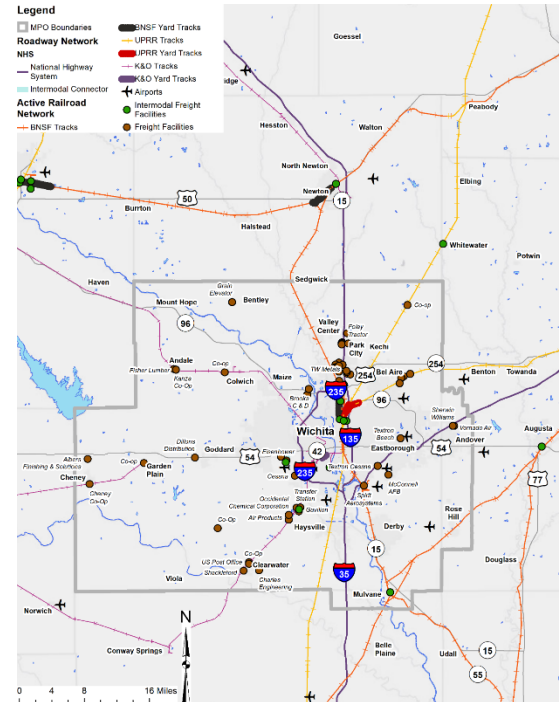 Legend
MPO Boundaries
Roadway Network
NHS
National Highway
System
Intermodal Connector
Active Railroad
Network
BNSF Tracks
BNSF Yard Tracks
UPRR Tracks
UPRR Yard Tracks
K&O Tracks
K&O Yard Tracks
Airports
Intermodal Freight
Facilities
Freight Facilities
Goessel
Peabody
Hesston
Walton
North Newton
Newton
15
Elbing
50
Burrton
Halstead
Whitewater
Potwin
Sedgwick
Haven
Grain
Elevator
Bentley
Mount Hope
96
Co-op
Valley
Center
Foley
Tractor
Park
City
Kechi
Andale
Fisher Lumber
Kanza
Co-Op
Co-op
Colwich
Maize
TW Metals
254
Bel Aire
254
Benton
Towanda
Brooks
C & D
235
96
Wichita
135
Sherwin
Williams
Vornado Air
Andover
Augusta
Textron
Beech
Eastborough
54
42
Dillons
Distribution
Goddard
54
235
Cessna
Textron Cessna
McConnell
AFB
Spirit
Aerosystems
77
Albers
Finishing & Solutions
Cheney
Cheney
Co-Op
Co-op
Garden
Plain
Transfer
Station
Occidental
Chemical Corporation
Air Products
Haysville
Rose
Hill
Derby
Co-Op
15
Douglass
US Post Office
Co-Op
Clearwater
Shackleford
Charles
Engineering
35
Viola
Mulvane
Norwich
Conway Springs
N
Belle
Plaine
Udall
15
55
0
8
16 Miles